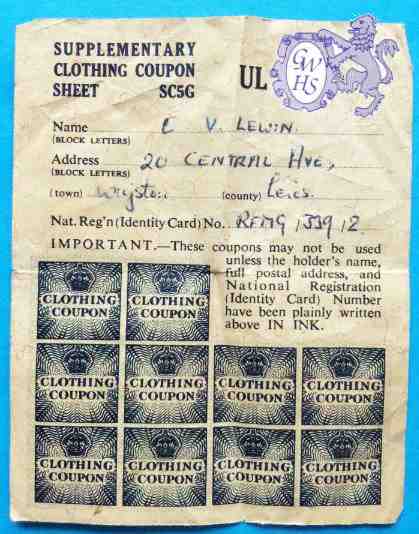 SUPPLEMENTARY
CLOTHING COUPON
SHEET SC5G
UL
GW
HS
Name E V. LEWIN.
(BLOCK LETTERS)
Address 20 CENTRAL AVE,
(BLOCK LETTERS)
(town) Wigston (county) Leics.
Nat. Reg'n (Identity Card) No. RFMG 1339 12
IMPORTANT.—These coupons may not be used
unless the holder's name,
full postal address, and
National Registration
(Identity Card) Number
have been plainly written
above IN INK.
CLOTHING COUPON
CLOTHING COUPON
CLOTHING COUPON
CLOTHING COUPON
CLOTHING COUPON
CLOTHING COUPON
CLOTHING COUPON
CLOTHING COUPON
CLOTHING COUPON
CLOTHING COUPON